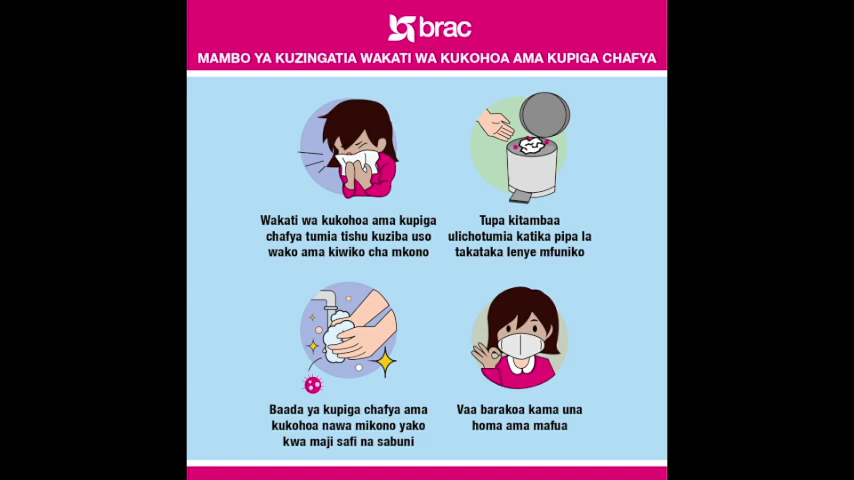 brac
MAMBO YA KUZINGATIA WAKATI WA KUKOHOA AMA KUPIGA CHAFYA
Wakati wa kukohoa ama kupiga
chafya tumia tishu kuziba uso
wako ama kiwiko cha mkono
Tupa kitambaa
ulichotumia katika pipa la
takataka lenye mfuniko
Baada ya kupiga chafya ama
kukohoa nawa mikono yako
kwa maji safi na sabuni
Vaa barakoa kama una
homa ama mafua